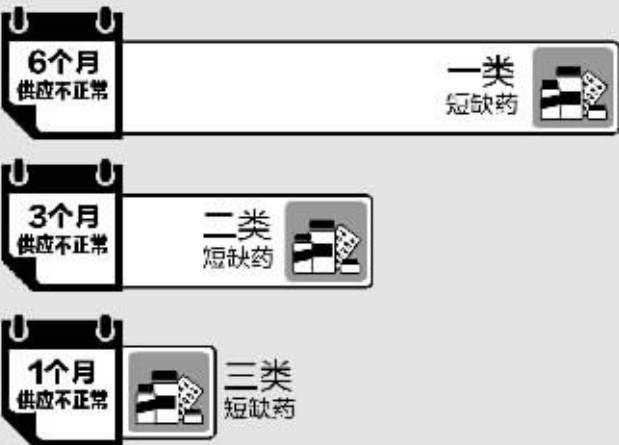 6个月
供应不正常
一类
短缺药
3个月
供应不正常
二类
短缺药
1个月
供应不正常
三类
短缺药